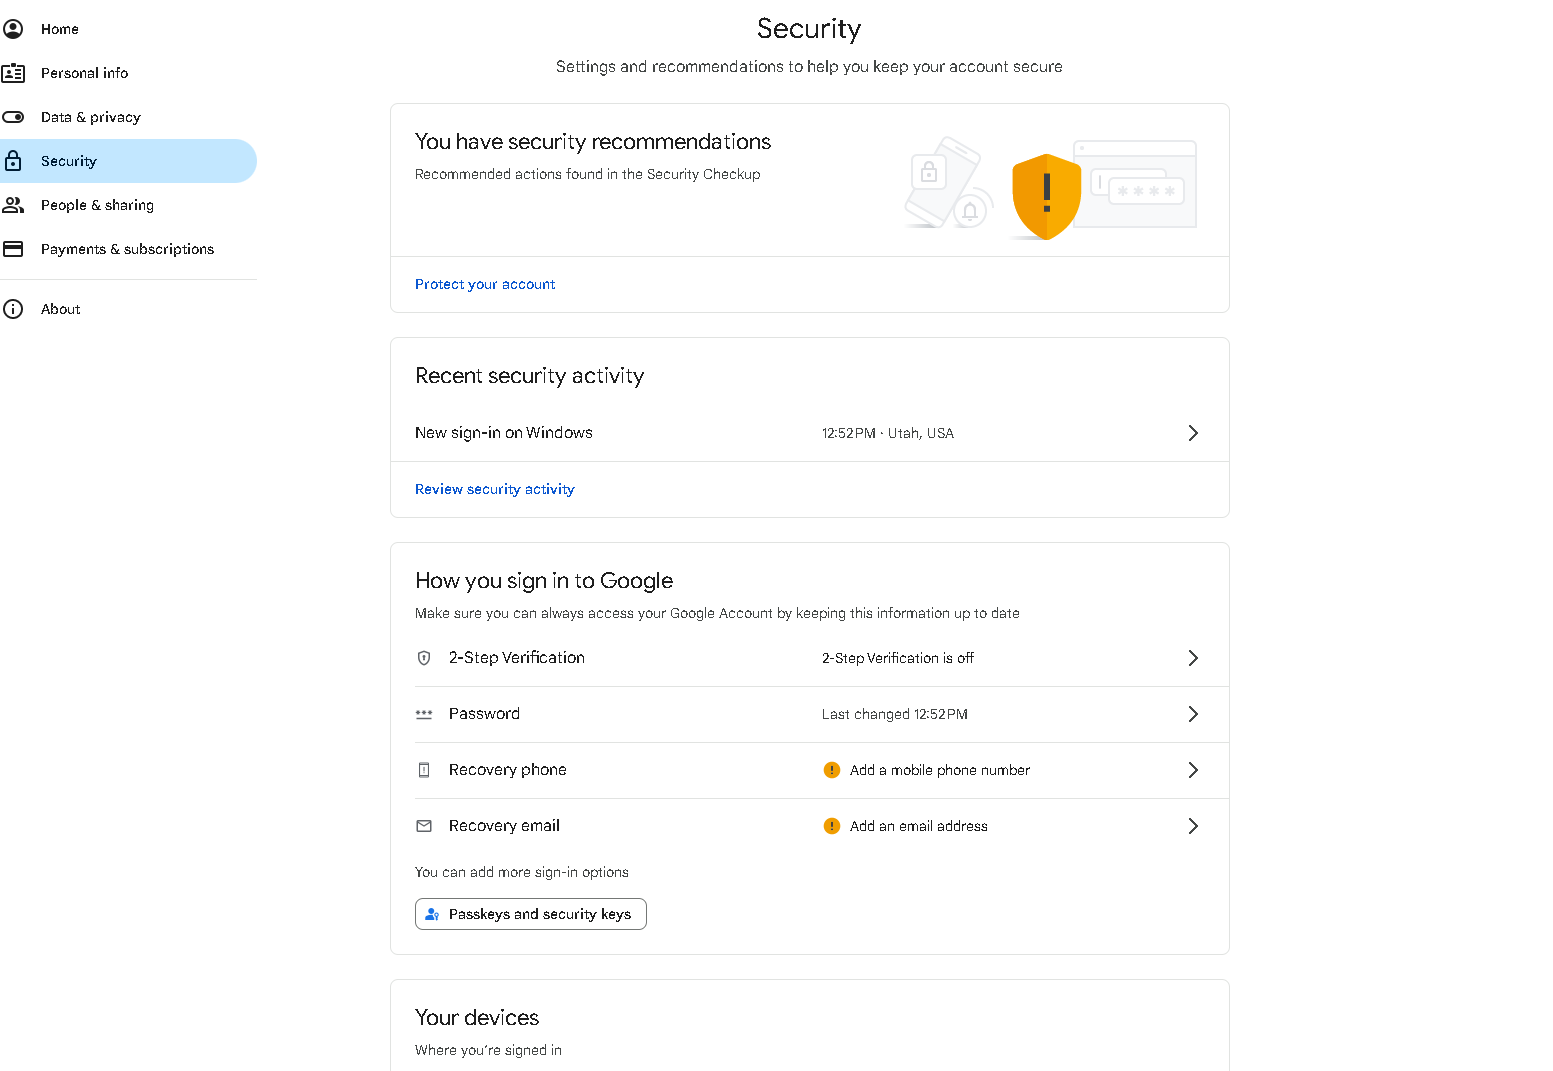 Home
Personal info
Data & privacy
Security
People & sharing
Payments & subscriptions
About
Security
Settings and recommendations to help you keep your account secure
You have security recommendations
Recommended actions found in the Security Checkup
Protect your account
Recent security activity
New sign-in on Windows 12:52 PM · Utah, USA
Review security activity
How you sign in to Google
Make sure you can always access your Google Account by keeping this information up to date
2-Step Verification 2-Step Verification is off
Password Last changed 12:52 PM
Recovery phone Add a mobile phone number
Recovery email Add an email address
You can add more sign-in options
Passkeys and security keys
Your devices
Where you're signed in